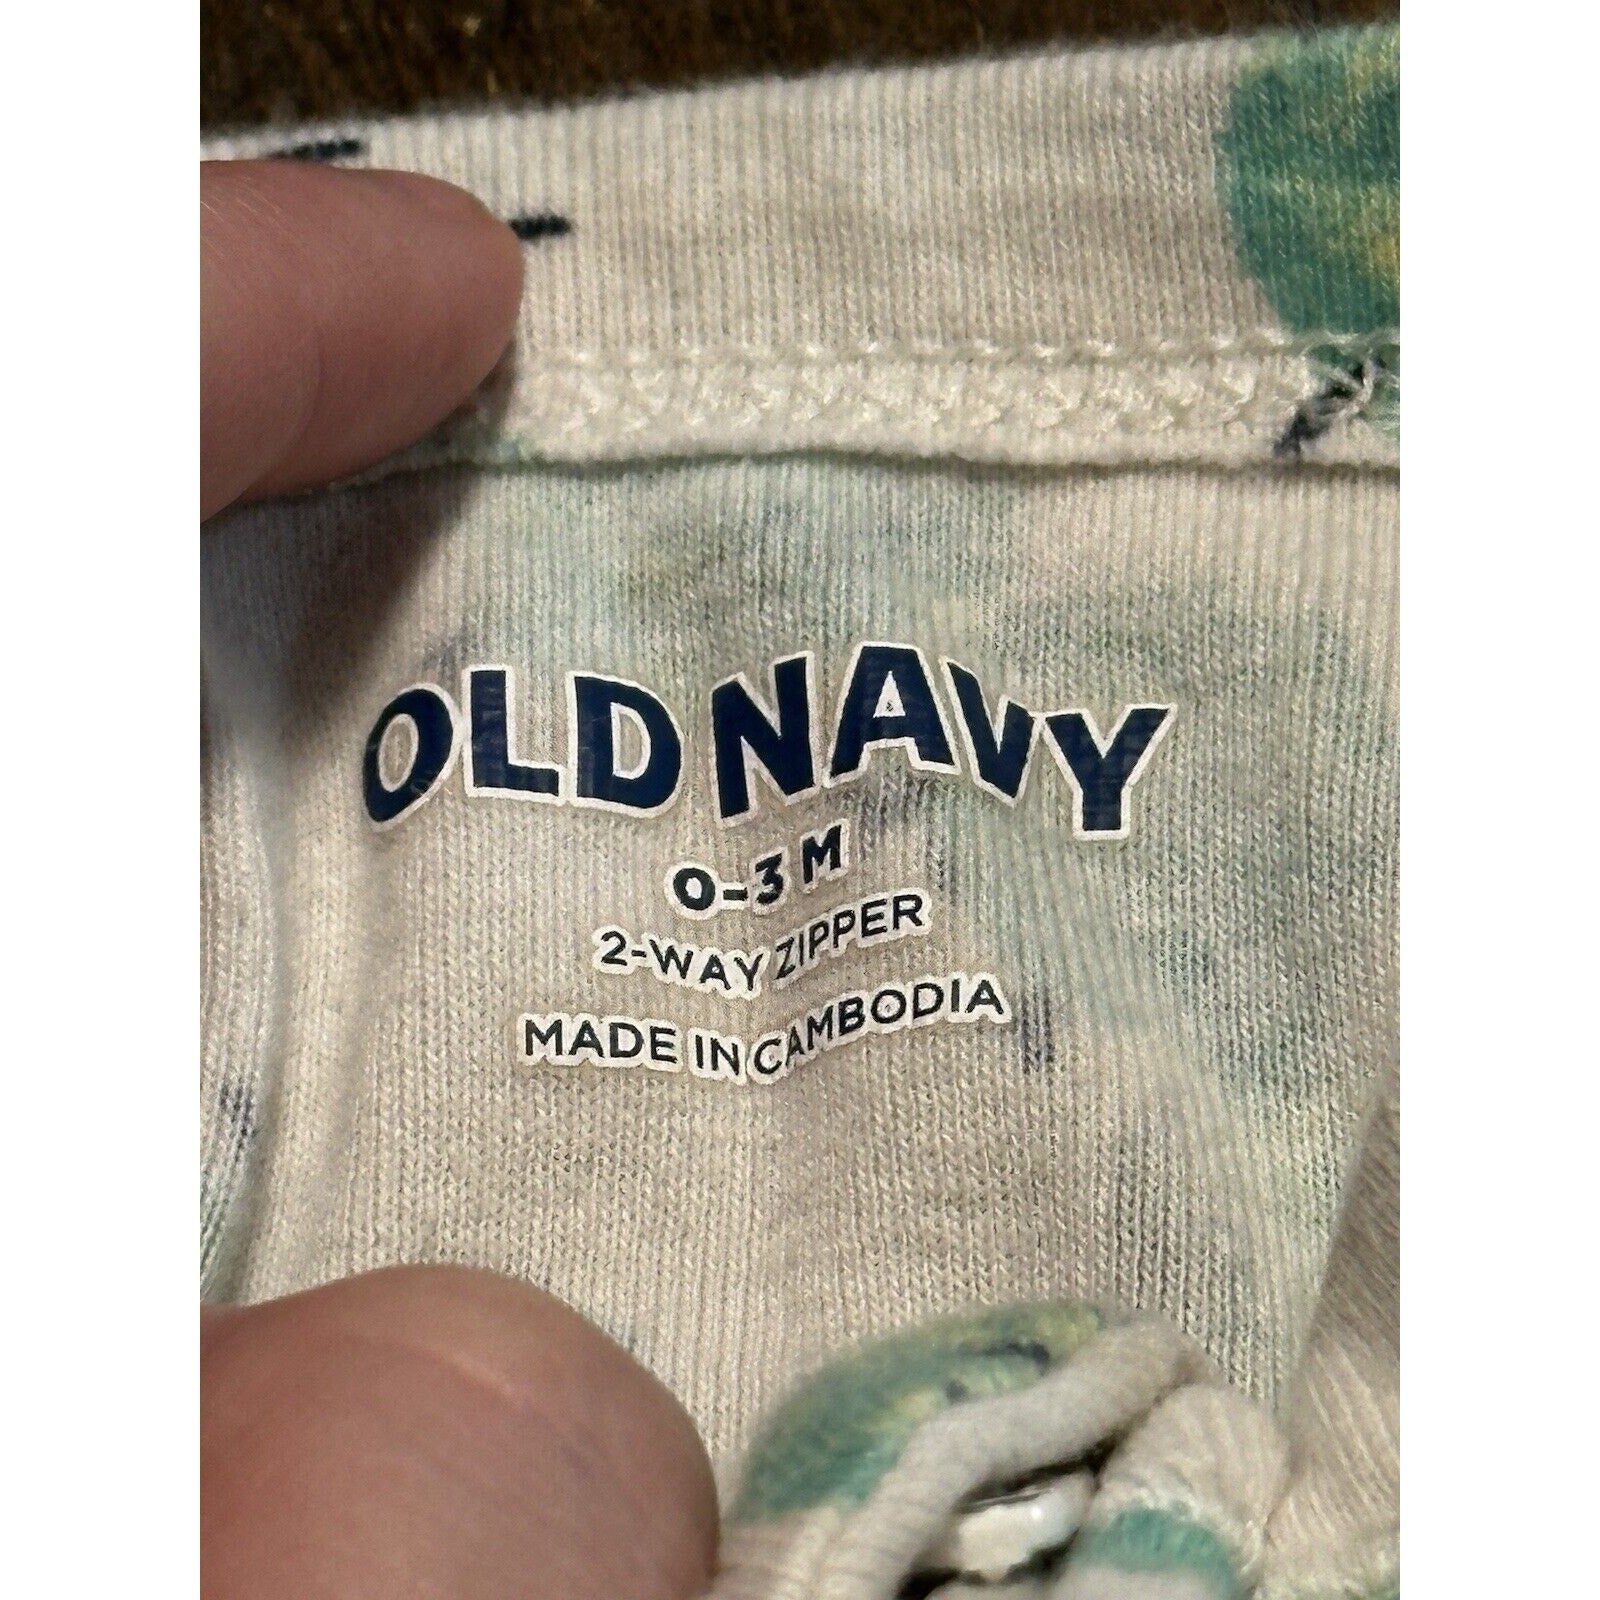 OLD NAVY
0-3 M
2-WAY ZIPPER
MADE IN CAMBODIA